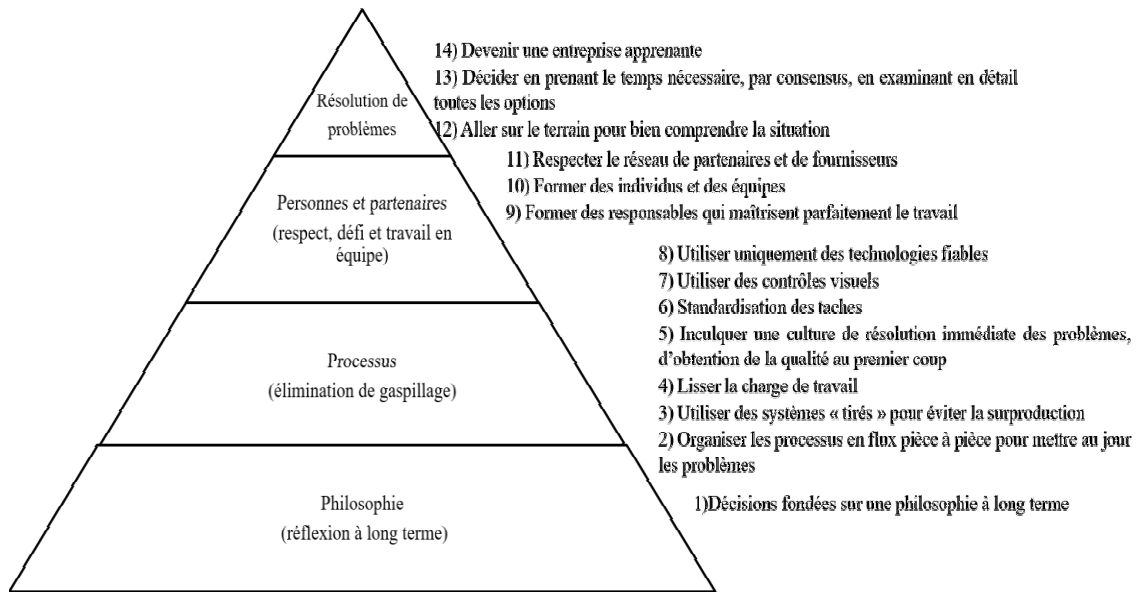 14) Devenir une entreprise apprenante
13) Décider en prenant le temps nécessaire, par consensus, en examinant en détail
toutes les options
12) Aller sur le terrain pour bien comprendre la situation
Résolution de
problèmes
11) Respecter le réseau de partenaires et de fournisseurs
10) Former des individus et des équipes
9) Former des responsables qui maîtrisent parfaitement le travail
Personnes et partenaires
(respect, défi et travail en
équipe)
8) Utiliser uniquement des technologies fiables
7) Utiliser des contrôles visuels
6) Standardisation des taches
5) Inculquer une culture de résolution immédiate des problèmes,
d'obtention de la qualité au premier coup
4) Lisser la charge de travail
3) Utiliser des systèmes « tirés » pour éviter la surproduction
2) Organiser les processus en flux pièce à pièce pour mettre au jour
les problèmes
Processus
(élimination de gaspillage)
1)Décisions fondées sur une philosophie à long terme
Philosophie
(réflexion à long terme)